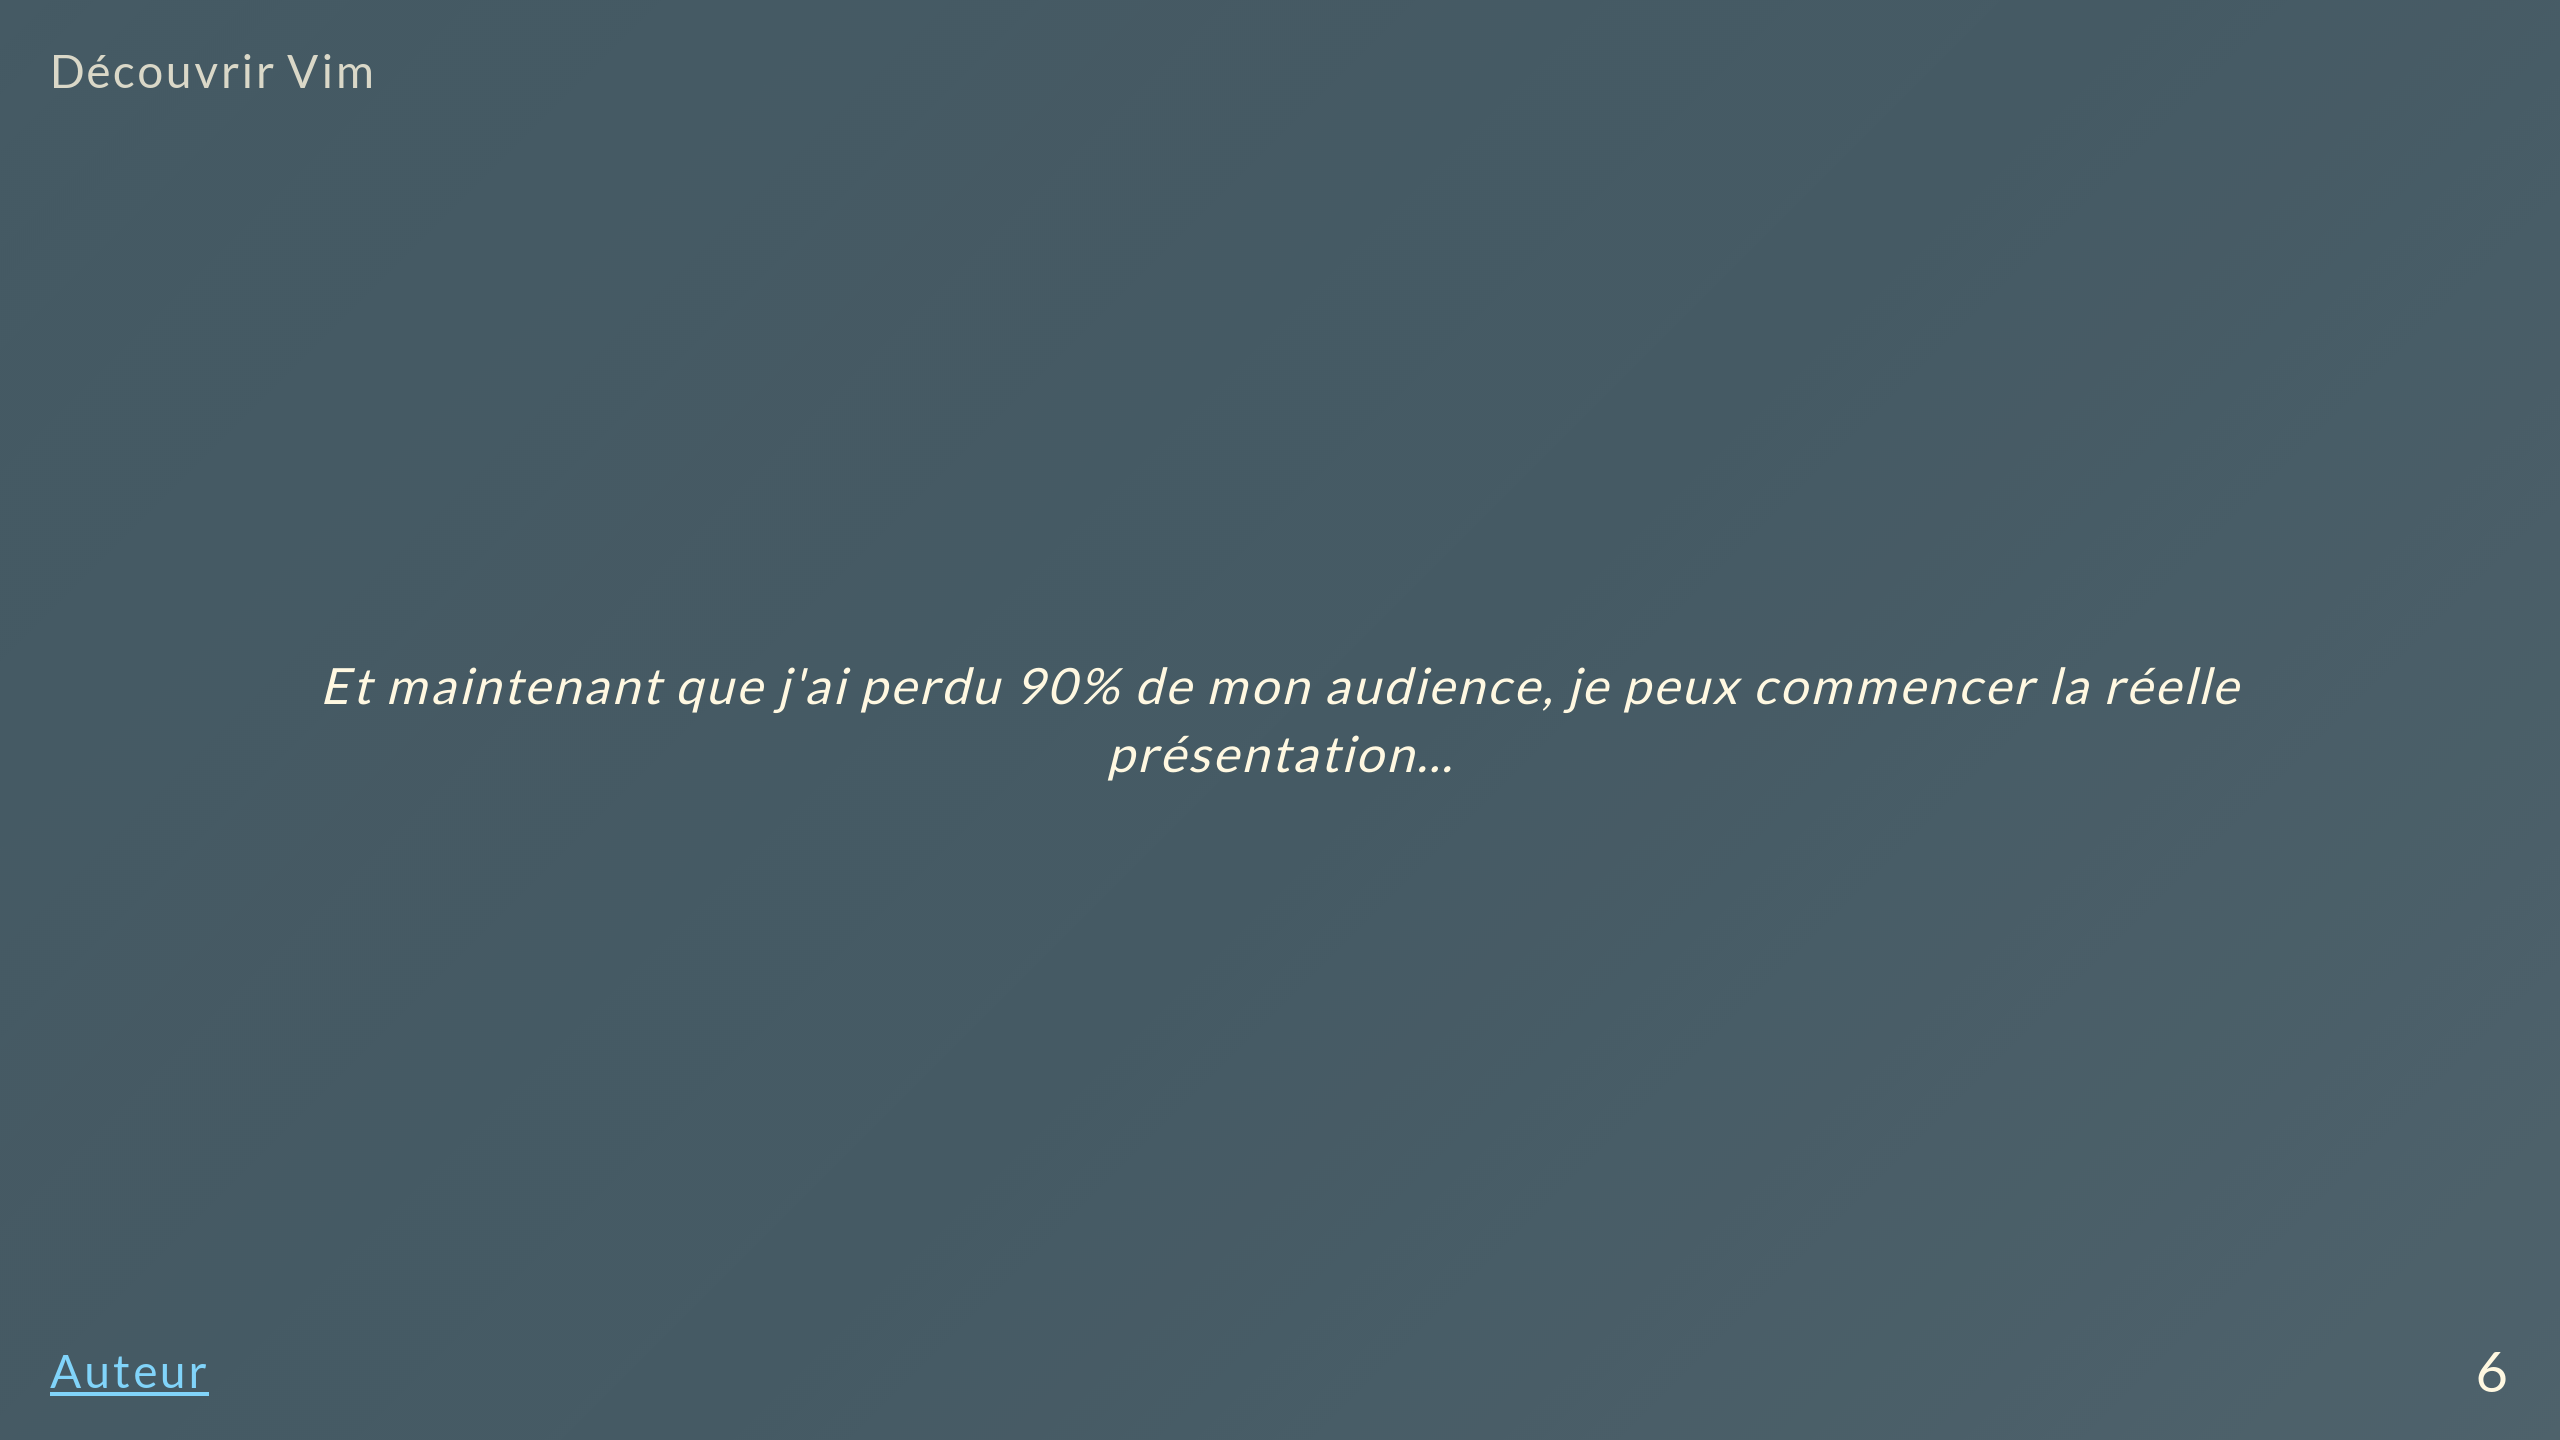 Découvrir Vim
Et maintenant que j'ai perdu 90% de mon audience, je peux commencer la réelle
présentation...
Auteur
6